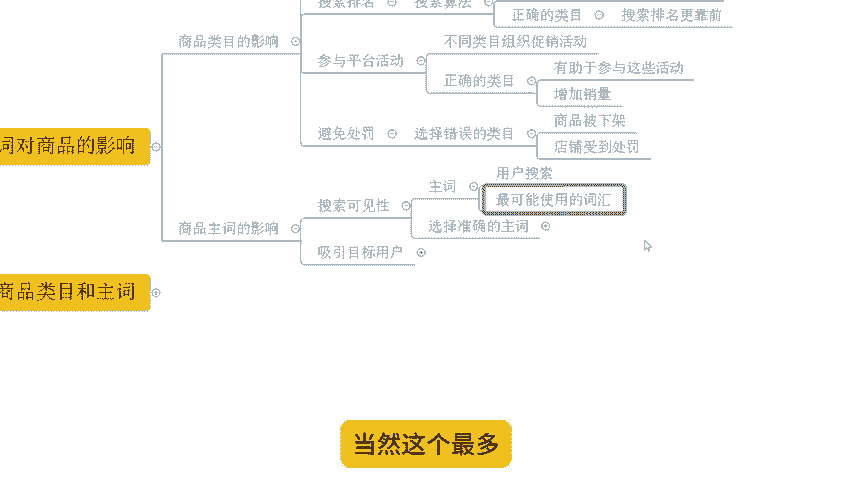 搜索排名 搜索算法
正确的类目 搜索排名更靠前
商品类目的影响
不同类目组织促销活动
参与平台活动
有助于参与这些活动
正确的类目
增加销量
商品被下架
避免处罚 选择错误的类目
词对商品的影响
店铺受到处罚
用户搜索
主词
最可能使用的词汇
搜索可见性
商品主词的影响
选择准确的主词
吸引目标用户
商品类目和主词
当然这个最多